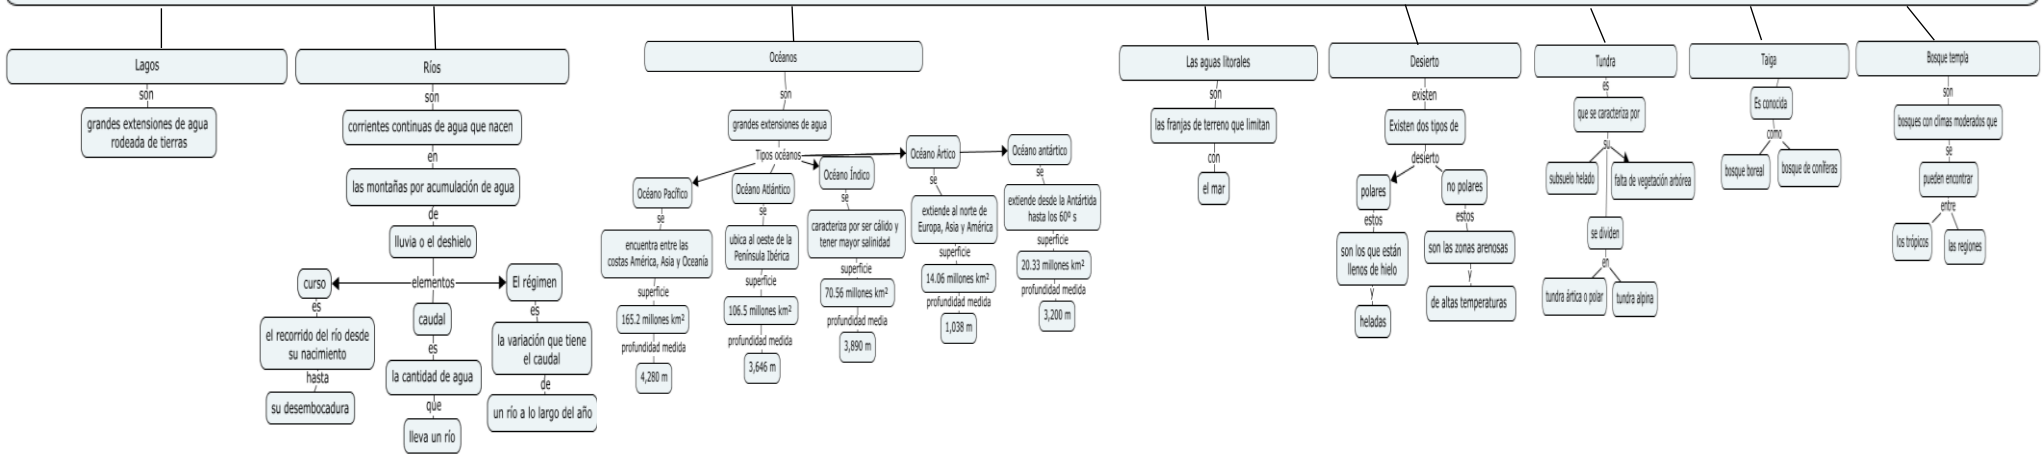 Lagos
son
grandes extensiones de agua
rodeada de tierras
Ríos
son
corrientes continuas de agua que nacen
en
las montañas por acumulación de agua
de
lluvia o el deshielo
elementos
curso
es
el recorrido del río desde
su nacimiento
hasta
su desembocadura
caudal
es
la cantidad de agua
que
lleva un río
El régimen
es
la variación que tiene
el caudal
de
un río a lo largo del año
Océanos
son
grandes extensiones de agua
Tipos océanos
Océano Pacífico
se
encuentra entre las
costas América, Asia y Oceanía
superficie
165.2 millones km²
profundidad medida
4,280 m
Océano Atlántico
se
ubica al oeste de la
Península Ibérica
superficie
106.5 millones km²
profundidad medida
3,646 m
Océano Índico
se
caracteriza por ser cálido y
tener mayor salinidad
superficie
70.56 millones km²
profundidad media
3,890 m
Océano Ártico
se
extiende al norte de
Europa, Asia y América
superficie
14.06 millones km²
profundidad medida
1,038 m
Océano antártico
se
extiende desde la Antártida
hasta los 60º s
superficie
20.33 millones km²
profundidad medida
3,200 m
Las aguas litorales
son
las franjas de terreno que limitan
con
el mar
Desierto
existen
Existen dos tipos de
desierto
polares
estos
son los que están
llenos de hielo
y
heladas
no polares
estos
son las zonas arenosas
y
de altas temperaturas
Tundra
es
que se caracteriza por
su
subsuelo helado
falta de vegetación arbórea
se dividen
en
tundra ártica o polar
tundra alpina
Taiga
Es conocida
como
bosque boreal
bosque de coníferas
Bosque templa
son
bosques con climas moderados que
se
pueden encontrar
entre
los trópicos
las regiones